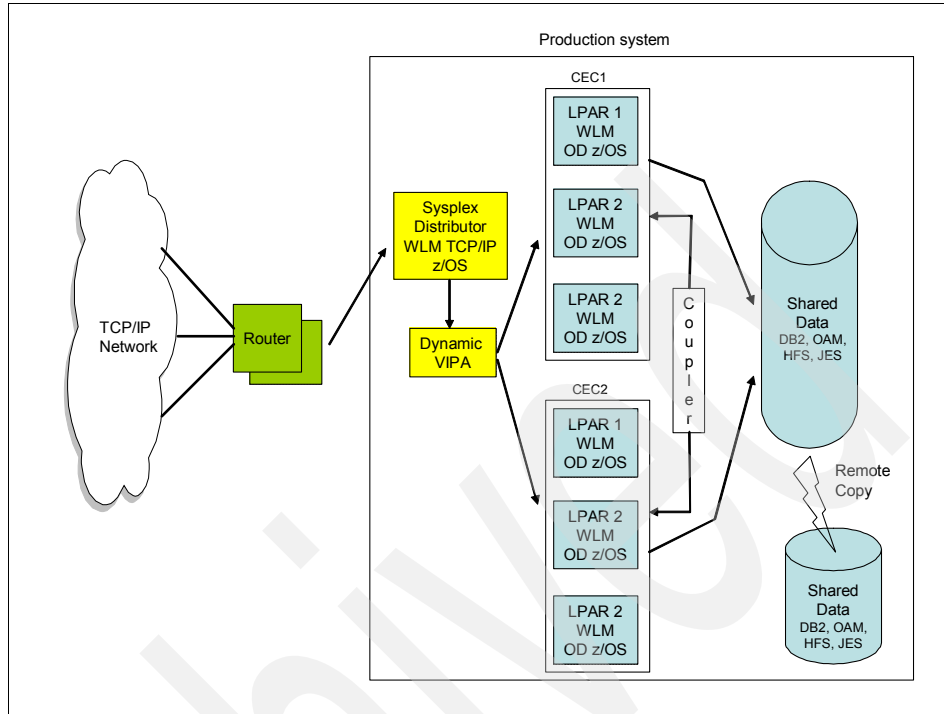 Production system
TCP/IP
Network
Router
Sysplex
Distributor
WLM TCP/IP
z/OS
Dynamic
VIPA
CEC1
LPAR 1
WLM
OD z/OS
LPAR 2
WLM
OD z/OS
LPAR 2
WLM
OD z/OS
CEC2
LPAR 1
WLM
OD z/OS
LPAR 2
WLM
OD z/OS
LPAR 2
WLM
OD z/OS
C
o
u
p
l
e
r
Shared
Data
DB2, OAM,
HFS, JES
Remote
Copy
Shared
Data
DB2, OAM,
HFS, JES